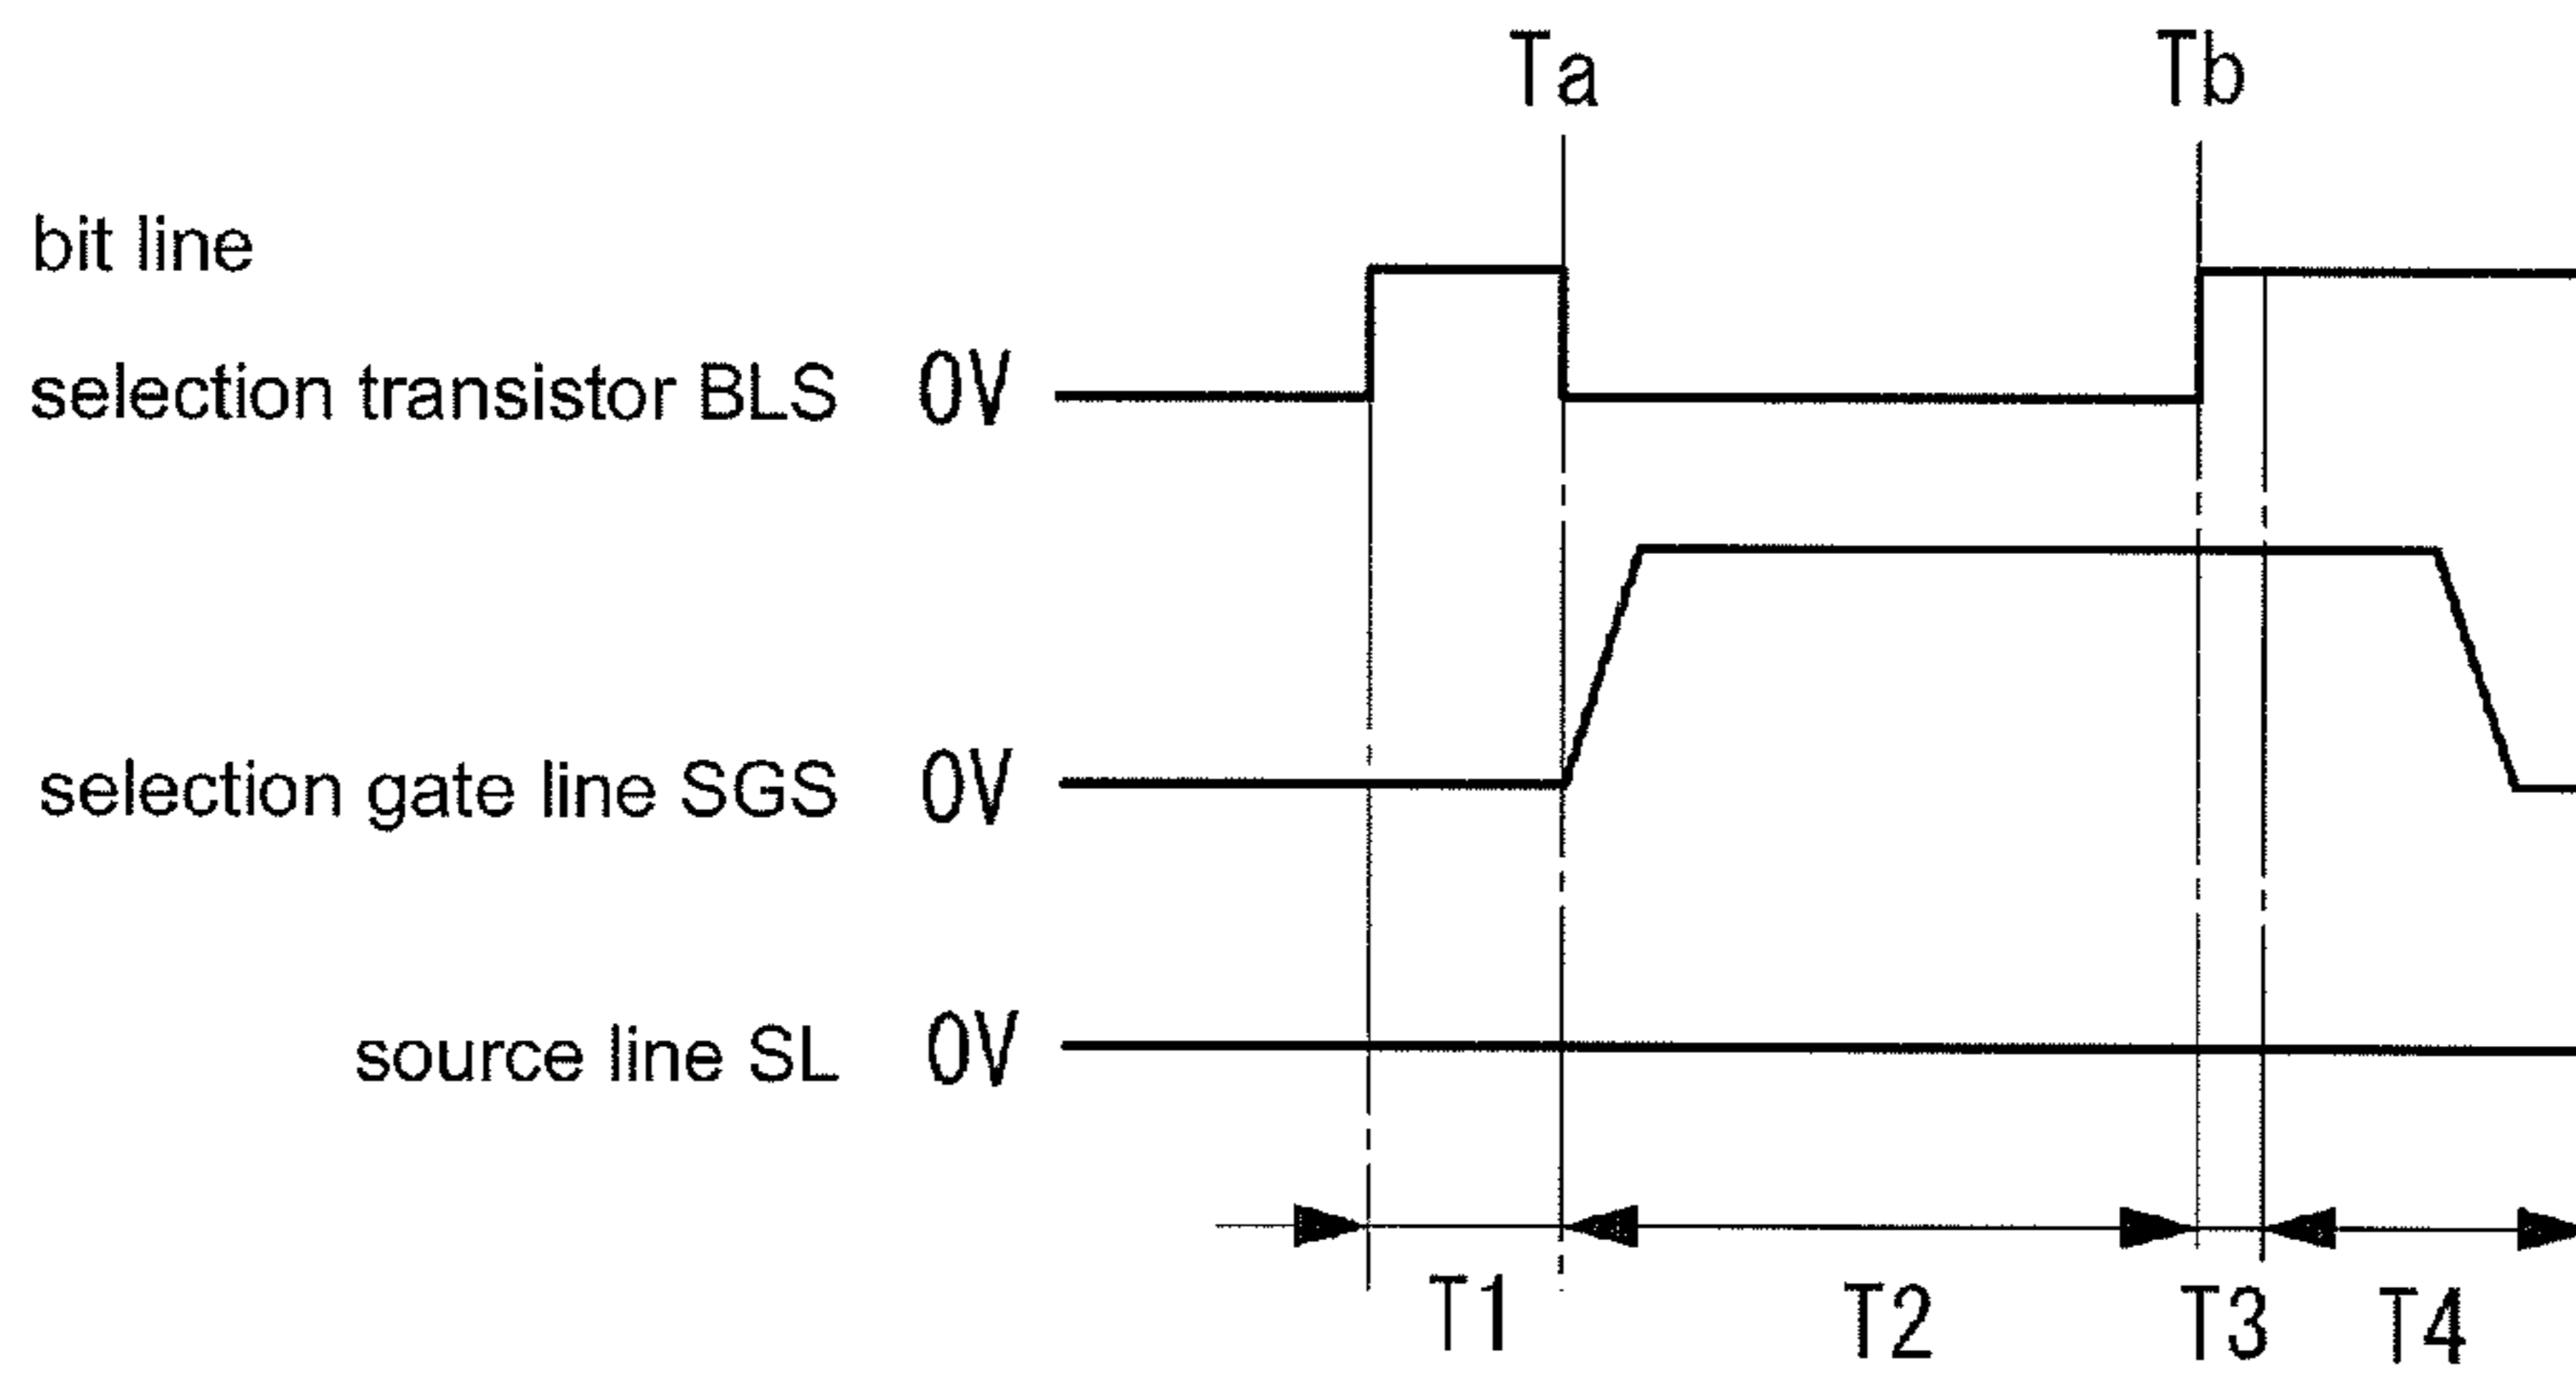 Ta Tb
bit line
selection transistor BLS 0V
selection gate line SGS 0V
source line SL 0V
T1 T2 T3 T4